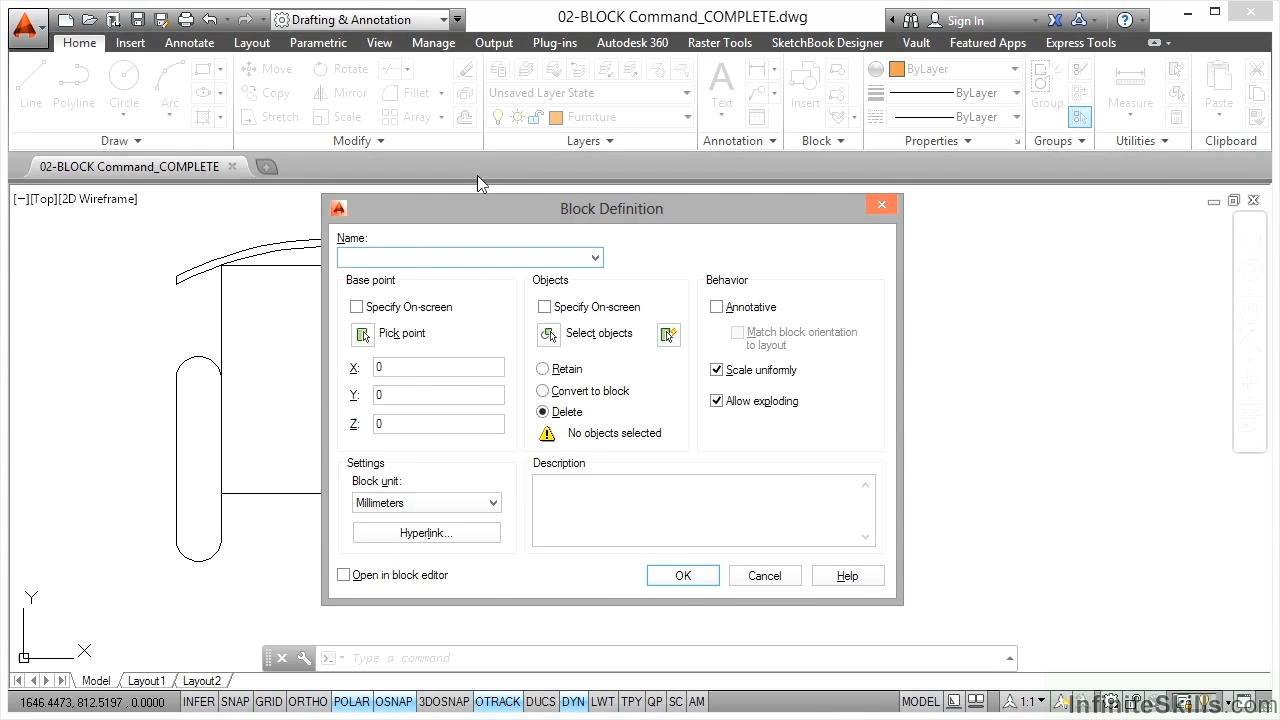 Drafting & Annotation
02-BLOCK Command_COMPLETE.dwg
Sign In
Home Insert Annotate Layout Parametric View Manage Output Plug-ins Autodesk 360 Raster Tools SketchBook Designer Vault Featured Apps Express Tools
Move Rotate Unsaved Layer State ByLayer
Line Polyline Circle Arc Copy Mirror Text Insert ByLayer Group Measure Paste
Stretch Scale Array Furniture ByLayer
Draw Modify Layers Annotation Block Properties Groups Utilities Clipboard
02-BLOCK Command_COMPLETE
[−][Top][2D Wireframe]
Block Definition
Name:
Base point Objects Behavior
Specify On-screen Specify On-screen Annotative
Pick point Select objects Match block orientation
to layout
X: 0 Retain Scale uniformly
Y: 0 Convert to block Allow exploding
Delete
Z: 0 No objects selected
Settings Description
Block unit:
Millimeters
Hyperlink...
Open in block editor OK Cancel Help
Y
X
Type a command
Model Layout1 Layout2
1646.4473, 812.5197, 0.0000 INFER SNAP GRID ORTHO POLAR OSNAP 3DOSNAP OTRACK DUCS DYN LWT TPY QP SC AM MODEL 1:1
InfiniteSkills.com